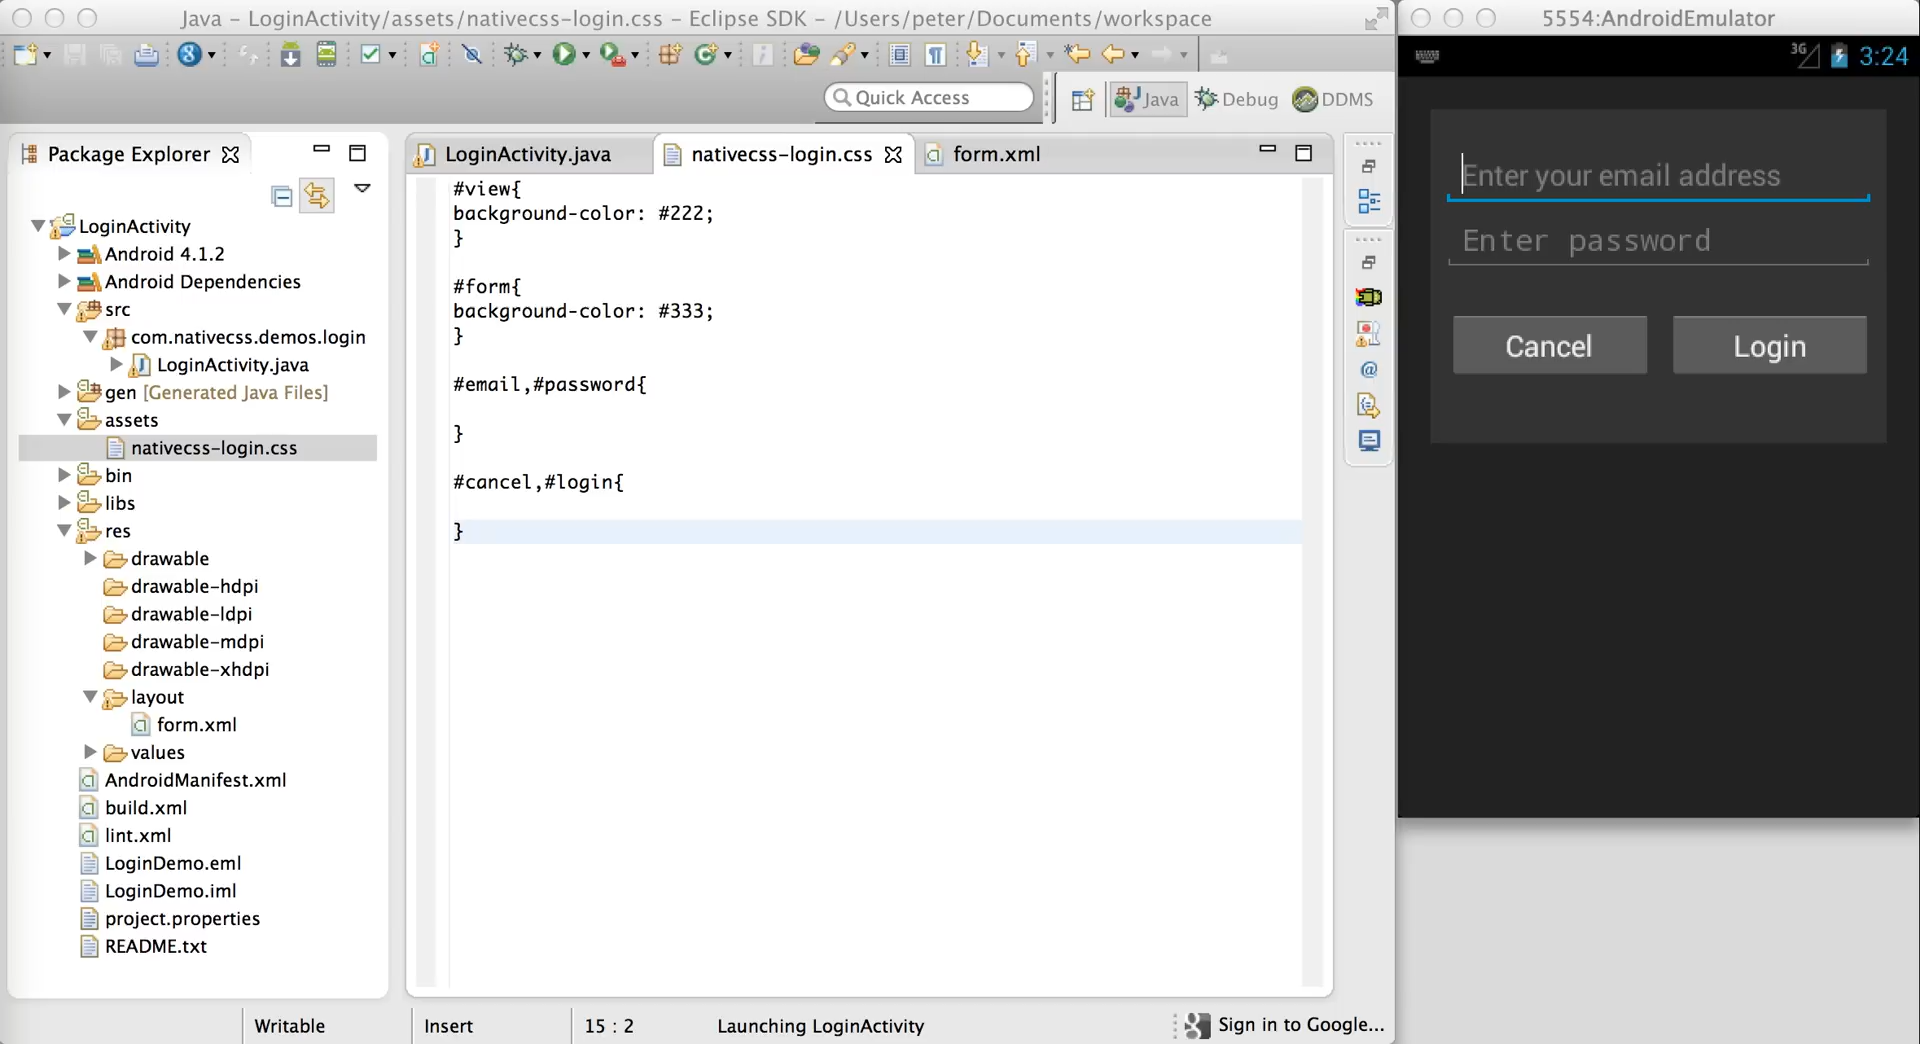 Java – LoginActivity/assets/nativecss-login.css – Eclipse SDK – /Users/peter/Documents/workspace
Quick Access
Java
Debug
DDMS
Package Explorer
LoginActivity
Android 4.1.2
Android Dependencies
src
com.nativecss.demos.login
LoginActivity.java
gen [Generated Java Files]
assets
nativecss-login.css
bin
libs
res
drawable
drawable-hdpi
drawable-ldpi
drawable-mdpi
drawable-xhdpi
layout
form.xml
values
AndroidManifest.xml
build.xml
lint.xml
LoginDemo.eml
LoginDemo.iml
project.properties
README.txt
LoginActivity.java
nativecss-login.css
form.xml
#view{
background-color: #222;
}
#form{
background-color: #333;
}
#email,#password{
}
#cancel,#login{
}
Writable
Insert
15 : 2
Launching LoginActivity
Sign in to Google...
5554:AndroidEmulator
3G
3:24
Enter your email address
Enter password
Cancel
Login